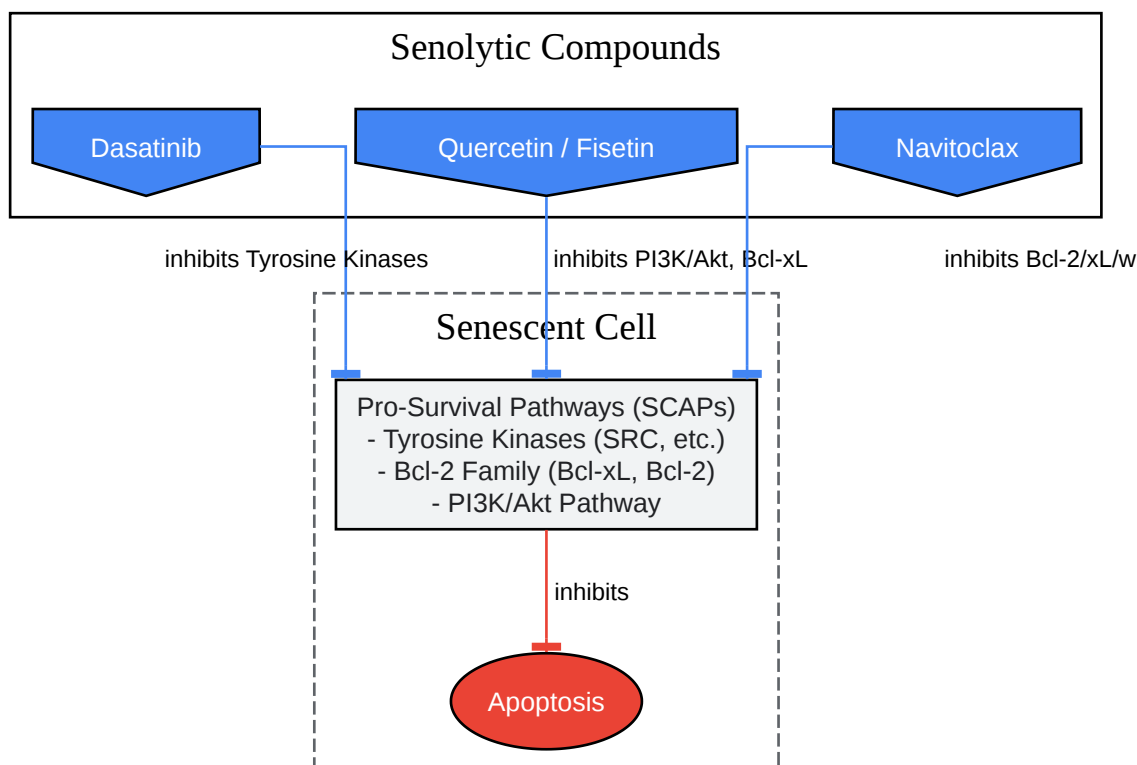 Senolytic Compounds
Dasatinib
Quercetin / Fisetin
Navitoclax
inhibits Tyrosine Kinases
inhibits PI3K/Akt, Bcl-xL
inhibits Bcl-2/xL/w
Senescent Cell
Pro-Survival Pathways (SCAPs)
- Tyrosine Kinases (SRC, etc.)
- Bcl-2 Family (Bcl-xL, Bcl-2)
- PI3K/Akt Pathway
inhibits
Apoptosis